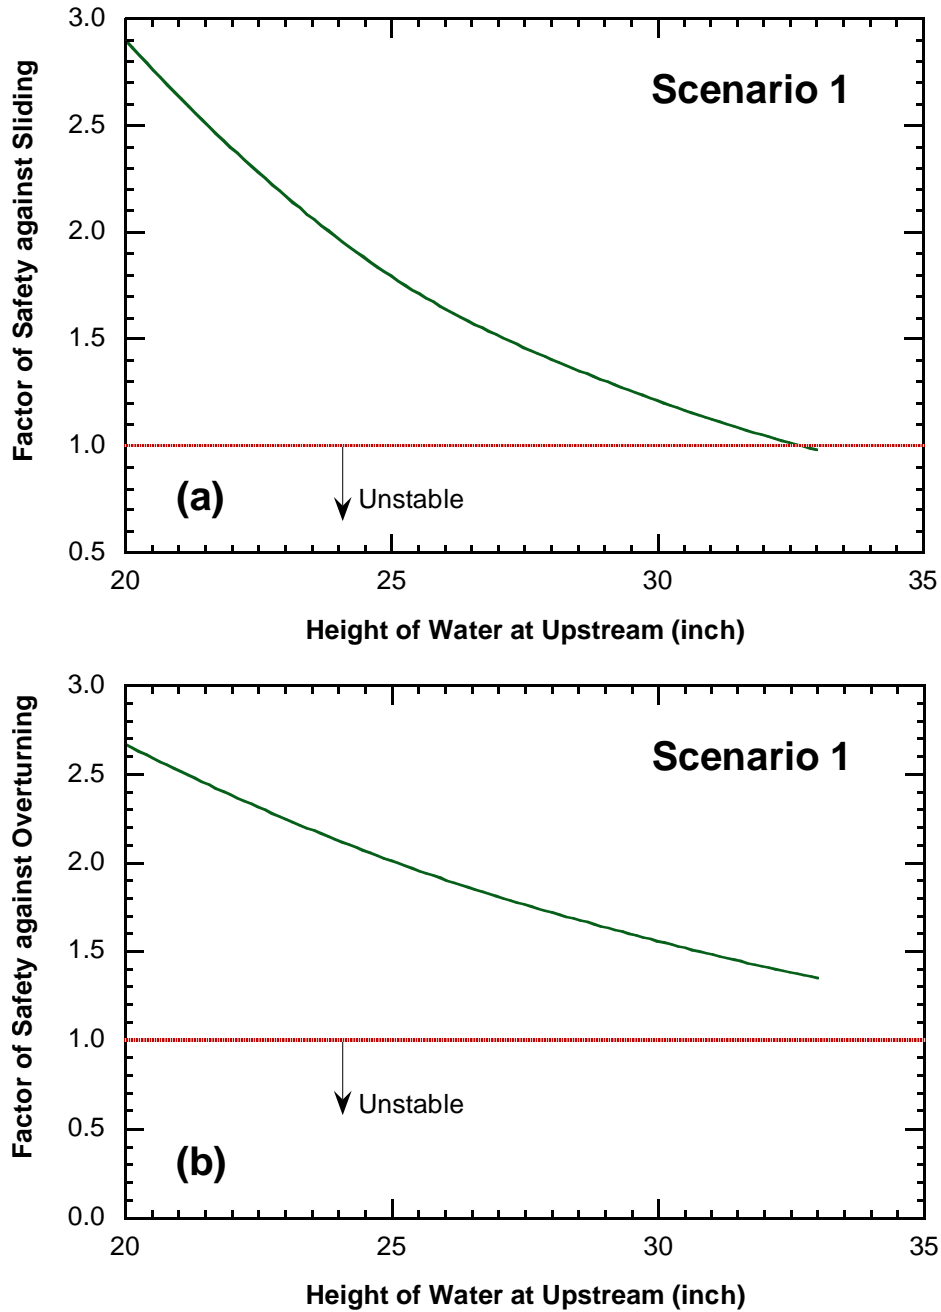 3.0
2.5
2.0
1.5
1.0
0.5
Factor of Safety against Sliding
Scenario 1
(a)
Unstable
20 25 30 35
Height of Water at Upstream (inch)
3.0
2.5
2.0
1.5
1.0
0.5
0.0
Factor of Safety against Overturning
Scenario 1
Unstable
(b)
20 25 30 35
Height of Water at Upstream (inch)